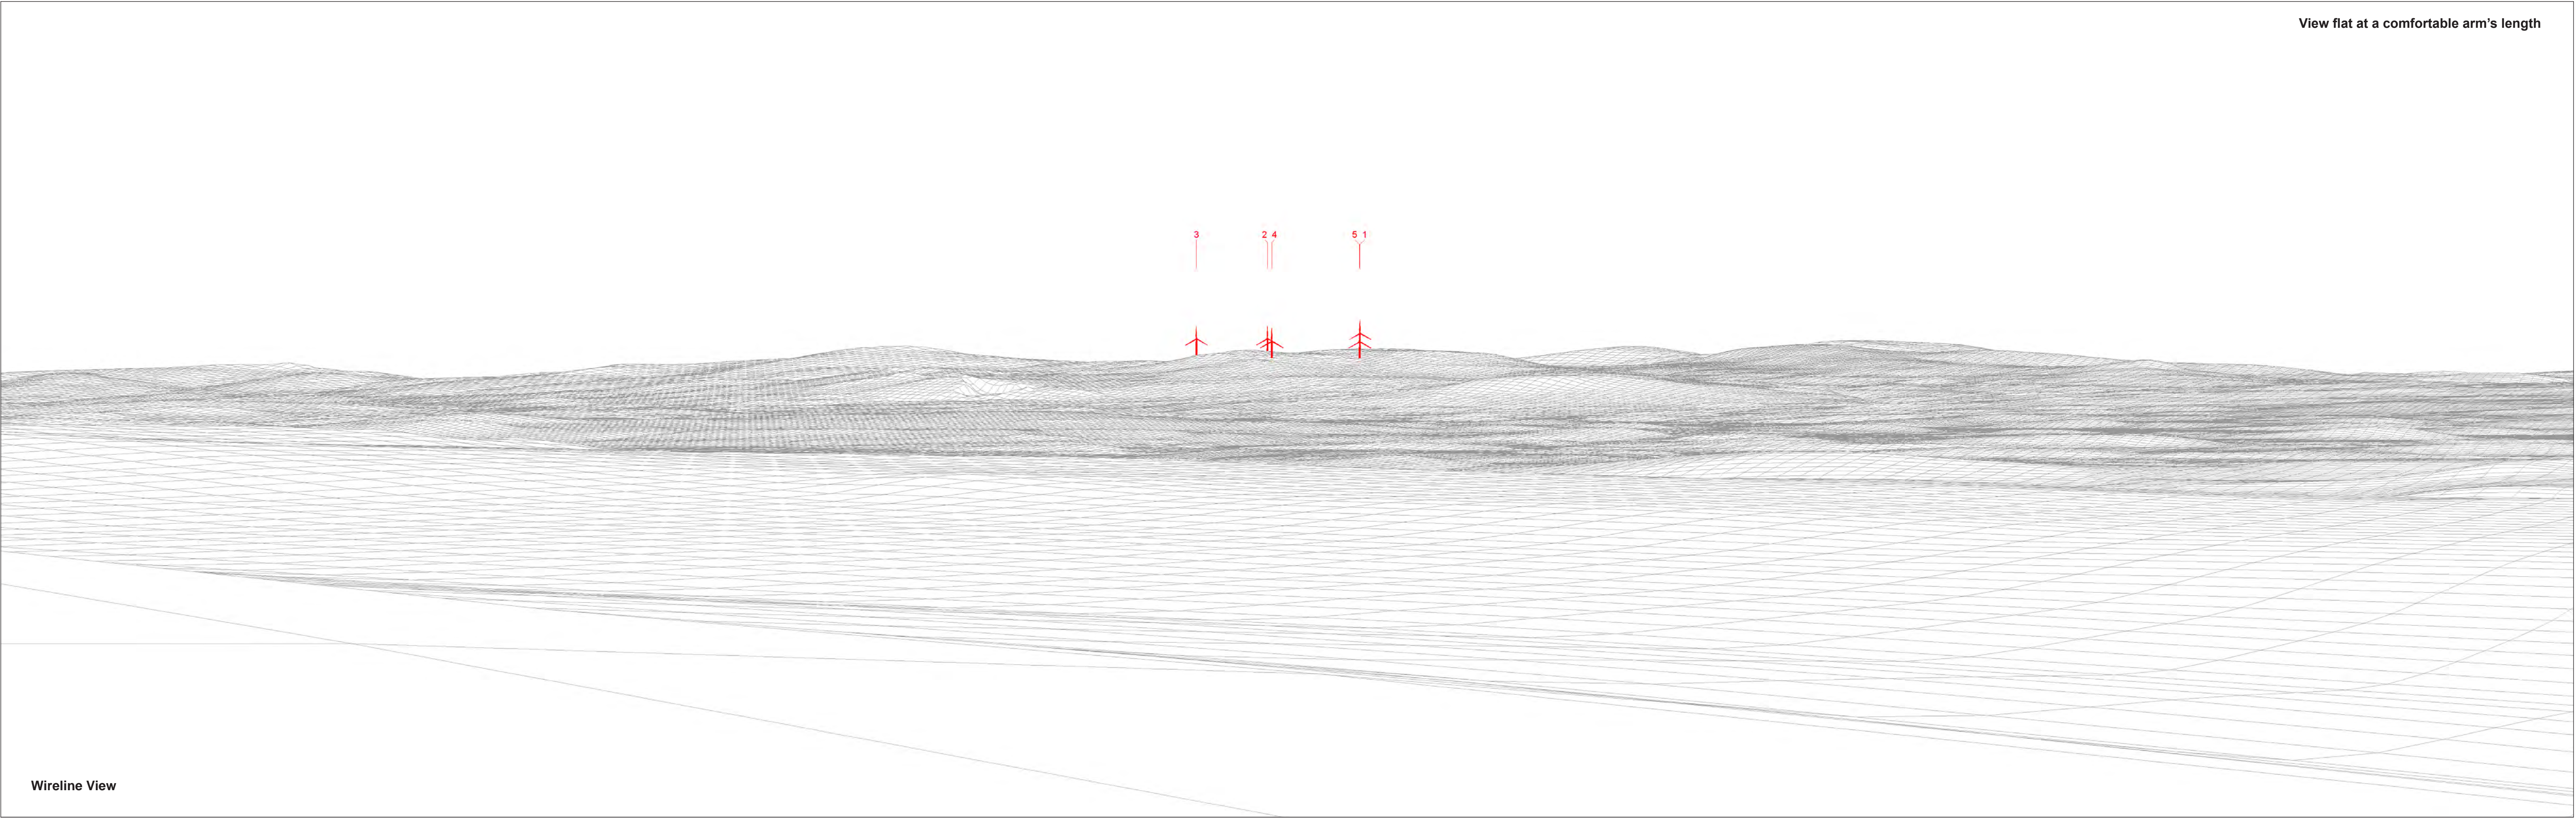 View flat at a comfortable arm’s length
3 2 4 5 1
Wireline View